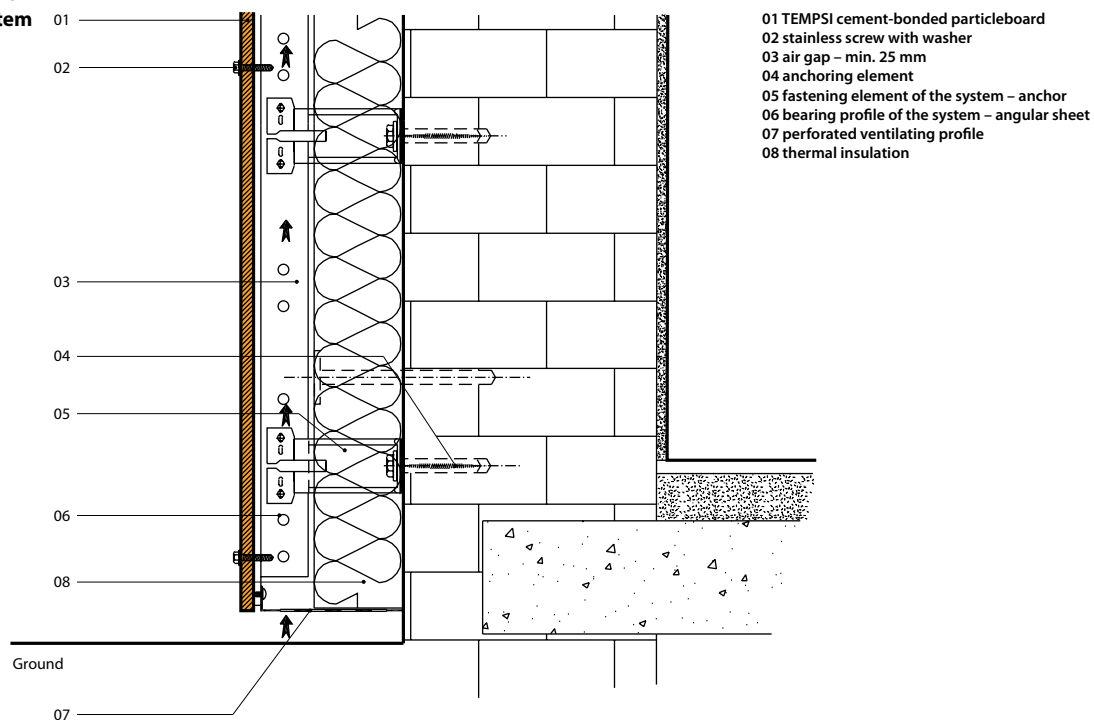 tem
01
02
03
04
05
06
08
Ground
07
01 TEMPSI cement-bonded particleboard
02 stainless screw with washer
03 air gap – min. 25 mm
04 anchoring element
05 fastening element of the system – anchor
06 bearing profile of the system – angular sheet
07 perforated ventilating profile
08 thermal insulation